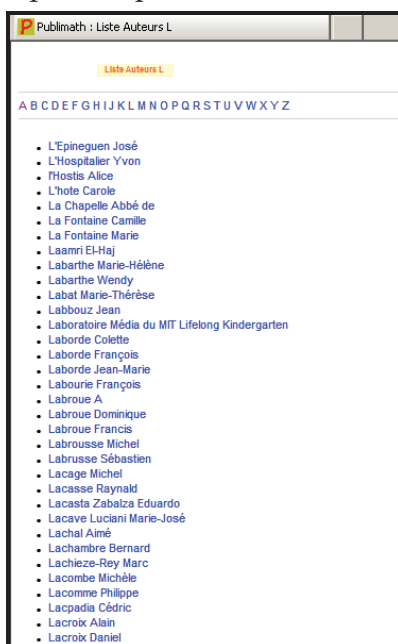 Publimath : Liste Auteurs L
Liste Auteurs L
A B C D E F G H I J K L M N O P Q R S T U V W X Y Z
L'Epineguen José
L'Hospitalier Yvon
l'Hostis Alice
L'hote Carole
La Chapelle Abbé de
La Fontaine Camille
La Fontaine Marie
Laamri El-Haj
Labarthe Marie-Hélène
Labarthe Wendy
Labat Marie-Thérèse
Labbouz Jean
Laboratoire Média du MIT Lifelong Kindergarten
Laborde Colette
Laborde François
Laborde Jean-Marie
Labourie François
Labroue A
Labroue Dominique
Labroue Francis
Labrousse Michel
Labrusse Sébastien
Lacage Michel
Lacasse Raynald
Lacasta Zabalza Eduardo
Lacave Luciani Marie-José
Lachal Aimé
Lachambre Bernard
Lachieze-Rey Marc
Lacombe Michèle
Lacomme Philippe
Lacpadia Cédric
Lacroix Alain
Lacroix Daniel